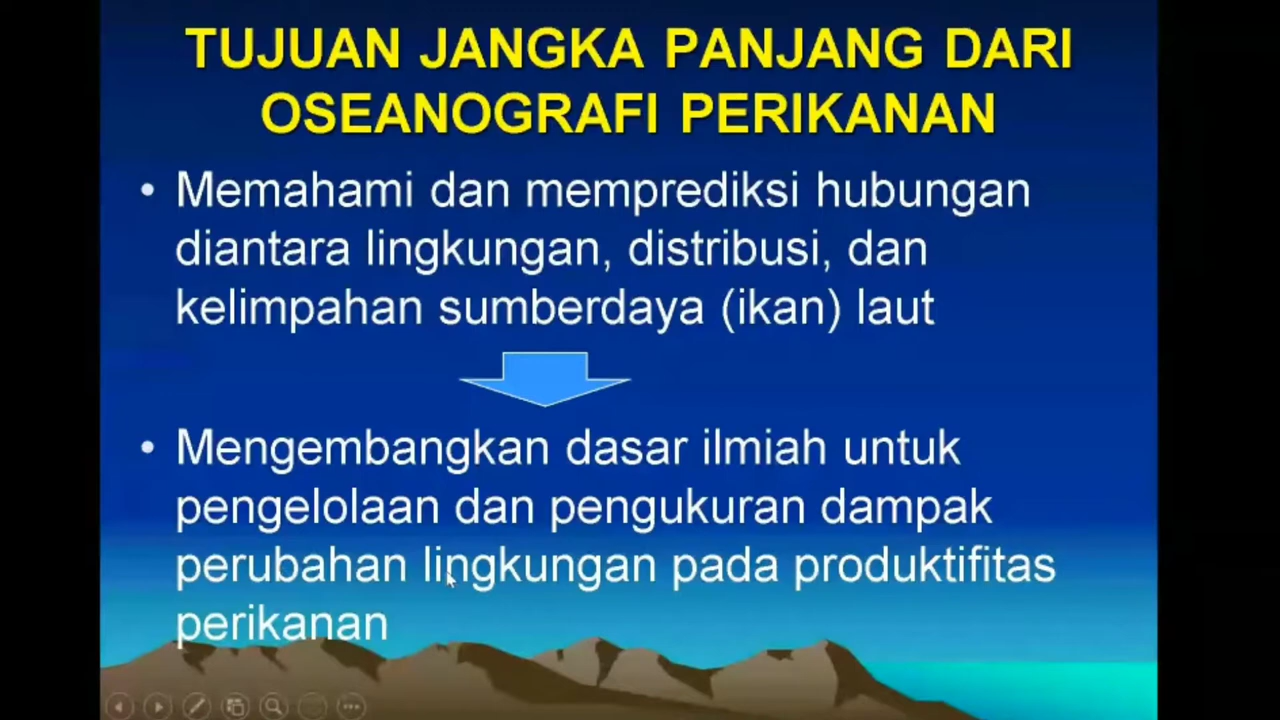 TUJUAN JANGKA PANJANG DARI
OSEANOGRAFI PERIKANAN
• Memahami dan memprediksi hubungan
diantara lingkungan, distribusi, dan
kelimpahan sumberdaya (ikan) laut
• Mengembangkan dasar ilmiah untuk
pengelolaan dan pengukuran dampak
perubahan lingkungan pada produktifitas
perikanan